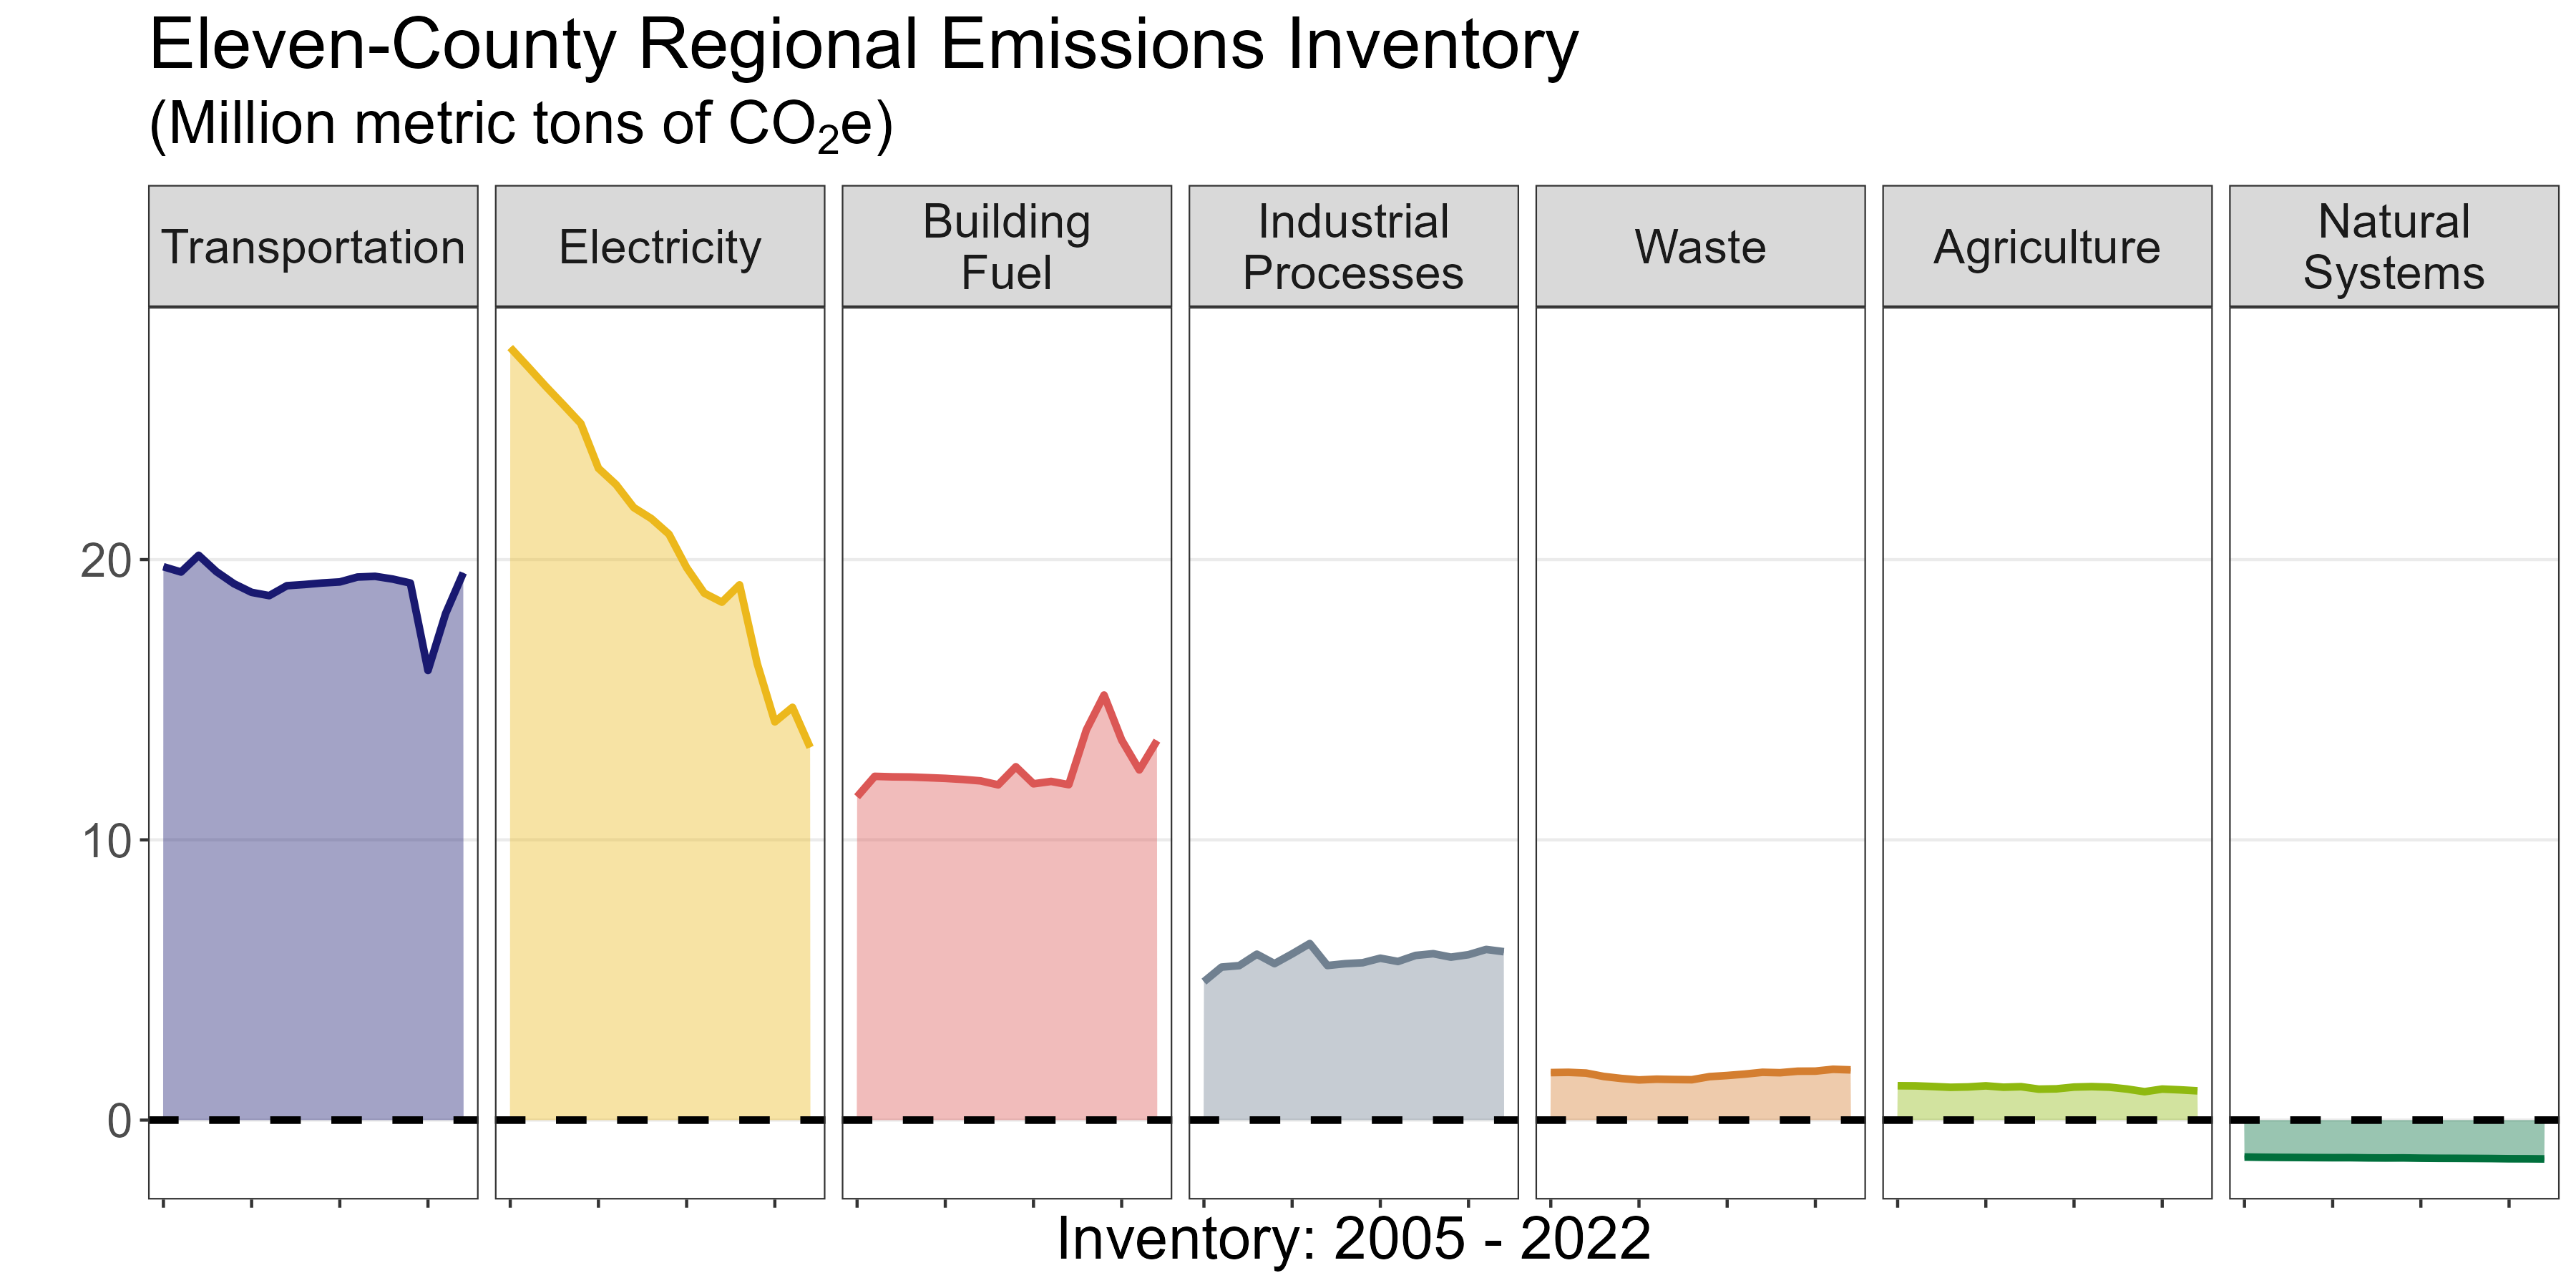 Eleven-County Regional Emissions Inventory
(Million metric tons of CO₂e)
Transportation
Electricity
Building
Fuel
Industrial
Processes
Waste
Agriculture
Natural
Systems
20
10
0
Inventory: 2005 - 2022